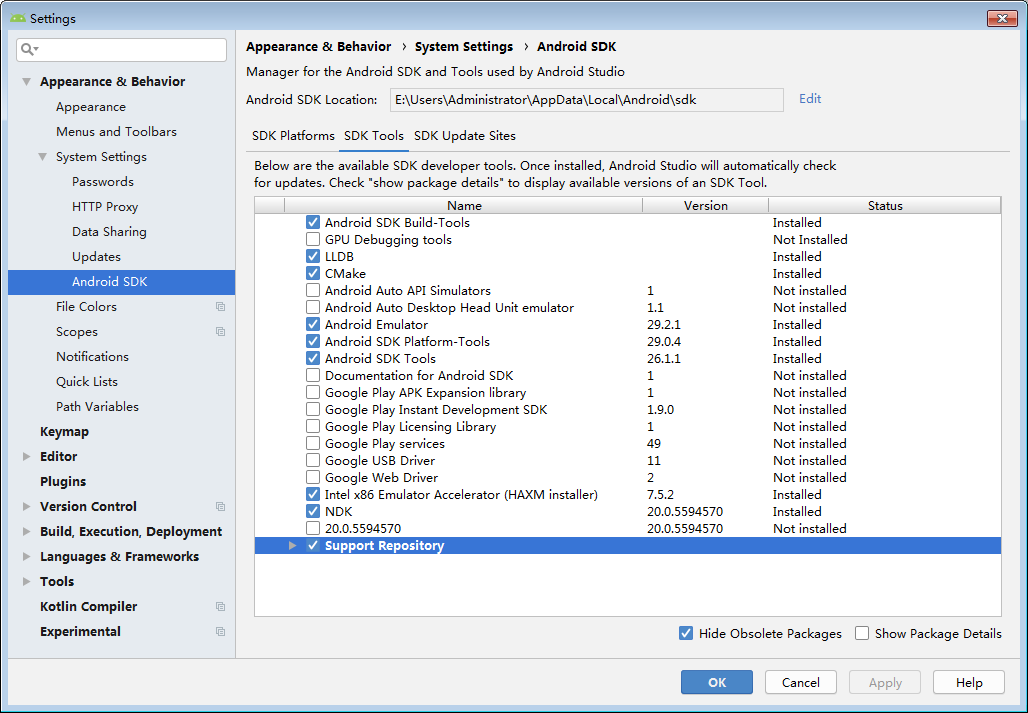 Settings
Appearance & Behavior
Appearance
Menus and Toolbars
System Settings
Passwords
HTTP Proxy
Data Sharing
Updates
Android SDK
File Colors
Scopes
Notifications
Quick Lists
Path Variables
Keymap
Editor
Plugins
Version Control
Build, Execution, Deployment
Languages & Frameworks
Tools
Kotlin Compiler
Experimental
Appearance & Behavior › System Settings › Android SDK
Manager for the Android SDK and Tools used by Android Studio
Android SDK Location: E:\Users\Administrator\AppData\Local\Android\sdk Edit
SDK Platforms SDK Tools SDK Update Sites
Below are the available SDK developer tools. Once installed, Android Studio will automatically check
for updates. Check "show package details" to display available versions of an SDK Tool.
Name Version Status
Android SDK Build-Tools Installed
GPU Debugging tools Not Installed
LLDB Installed
CMake Installed
Android Auto API Simulators 1 Not installed
Android Auto Desktop Head Unit emulator 1.1 Not installed
Android Emulator 29.2.1 Installed
Android SDK Platform-Tools 29.0.4 Installed
Android SDK Tools 26.1.1 Installed
Documentation for Android SDK 1 Not installed
Google Play APK Expansion library 1 Not installed
Google Play Instant Development SDK 1.9.0 Not installed
Google Play Licensing Library 1 Not installed
Google Play services 49 Not installed
Google USB Driver 11 Not installed
Google Web Driver 2 Not installed
Intel x86 Emulator Accelerator (HAXM installer) 7.5.2 Installed
NDK 20.0.5594570 Installed
20.0.5594570 20.0.5594570 Not installed
Support Repository
Hide Obsolete Packages Show Package Details
OK Cancel Apply Help